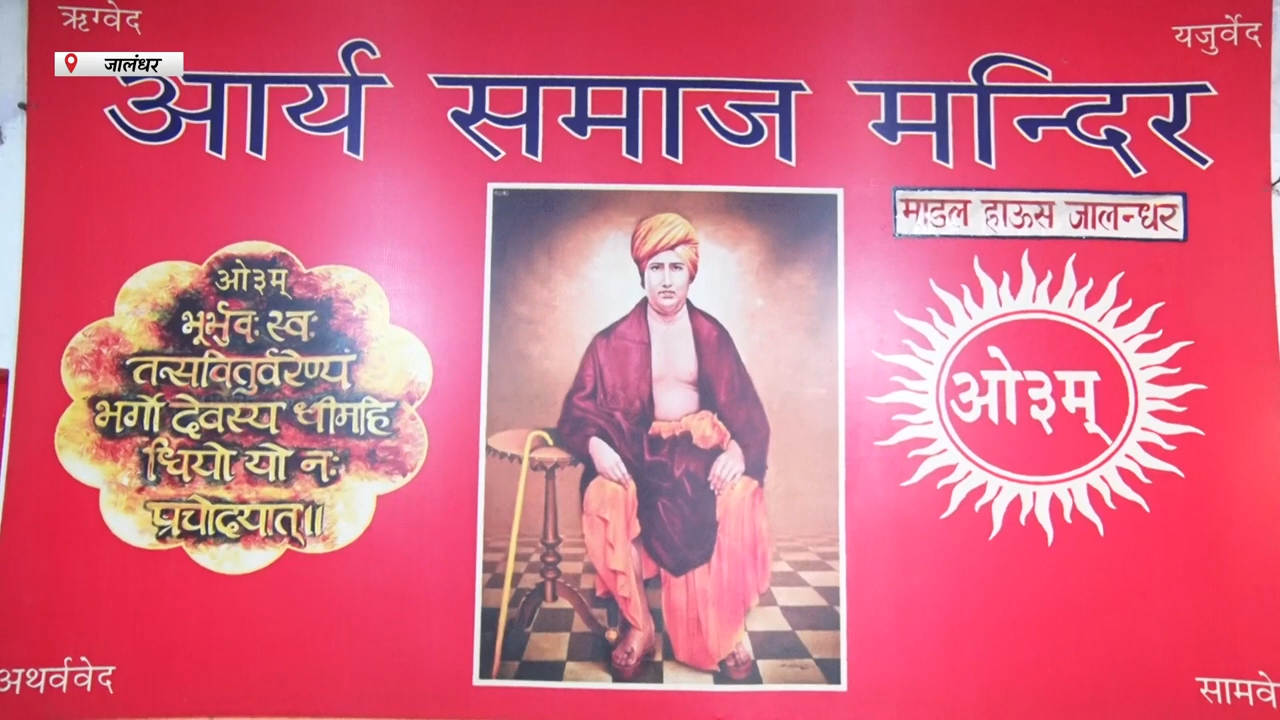 ऋग्वेद
यजुर्वेद
जालंधर
आर्य समाज मन्दिर
माडल हाऊस जालन्धर
ओ३म्
भूर्भुवः स्वः
तत्सवितुर्वरेण्यं
भर्गो देवस्य धीमहि
धियो यो नः
प्रचोदयात्॥
ओ३म्
अथर्ववेद
सामवे